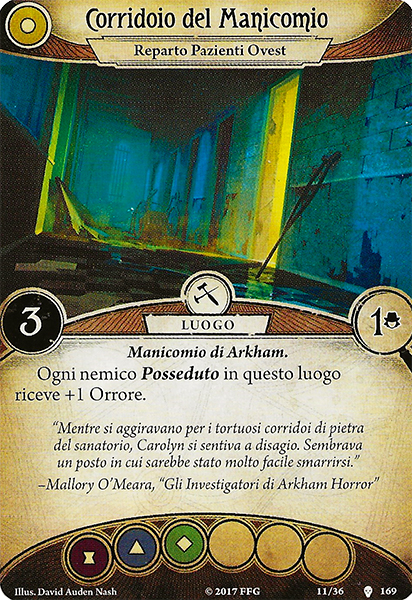 Corridoio del Manicomio
Reparto Pazienti Ovest
3
LUOGO
1
Manicomio di Arkham.
Ogni nemico Posseduto in questo luogo
riceve +1 Orrore.
“Mentre si aggiravano per i tortuosi corridoi di pietra
del sanatorio, Carolyn si sentiva a disagio. Sembrava
un posto in cui sarebbe stato molto facile smarrirsi.”
–Mallory O’Meara, “Gli Investigatori di Arkham Horror”
Illus. David Auden Nash
© 2017 FFG
11/36
169